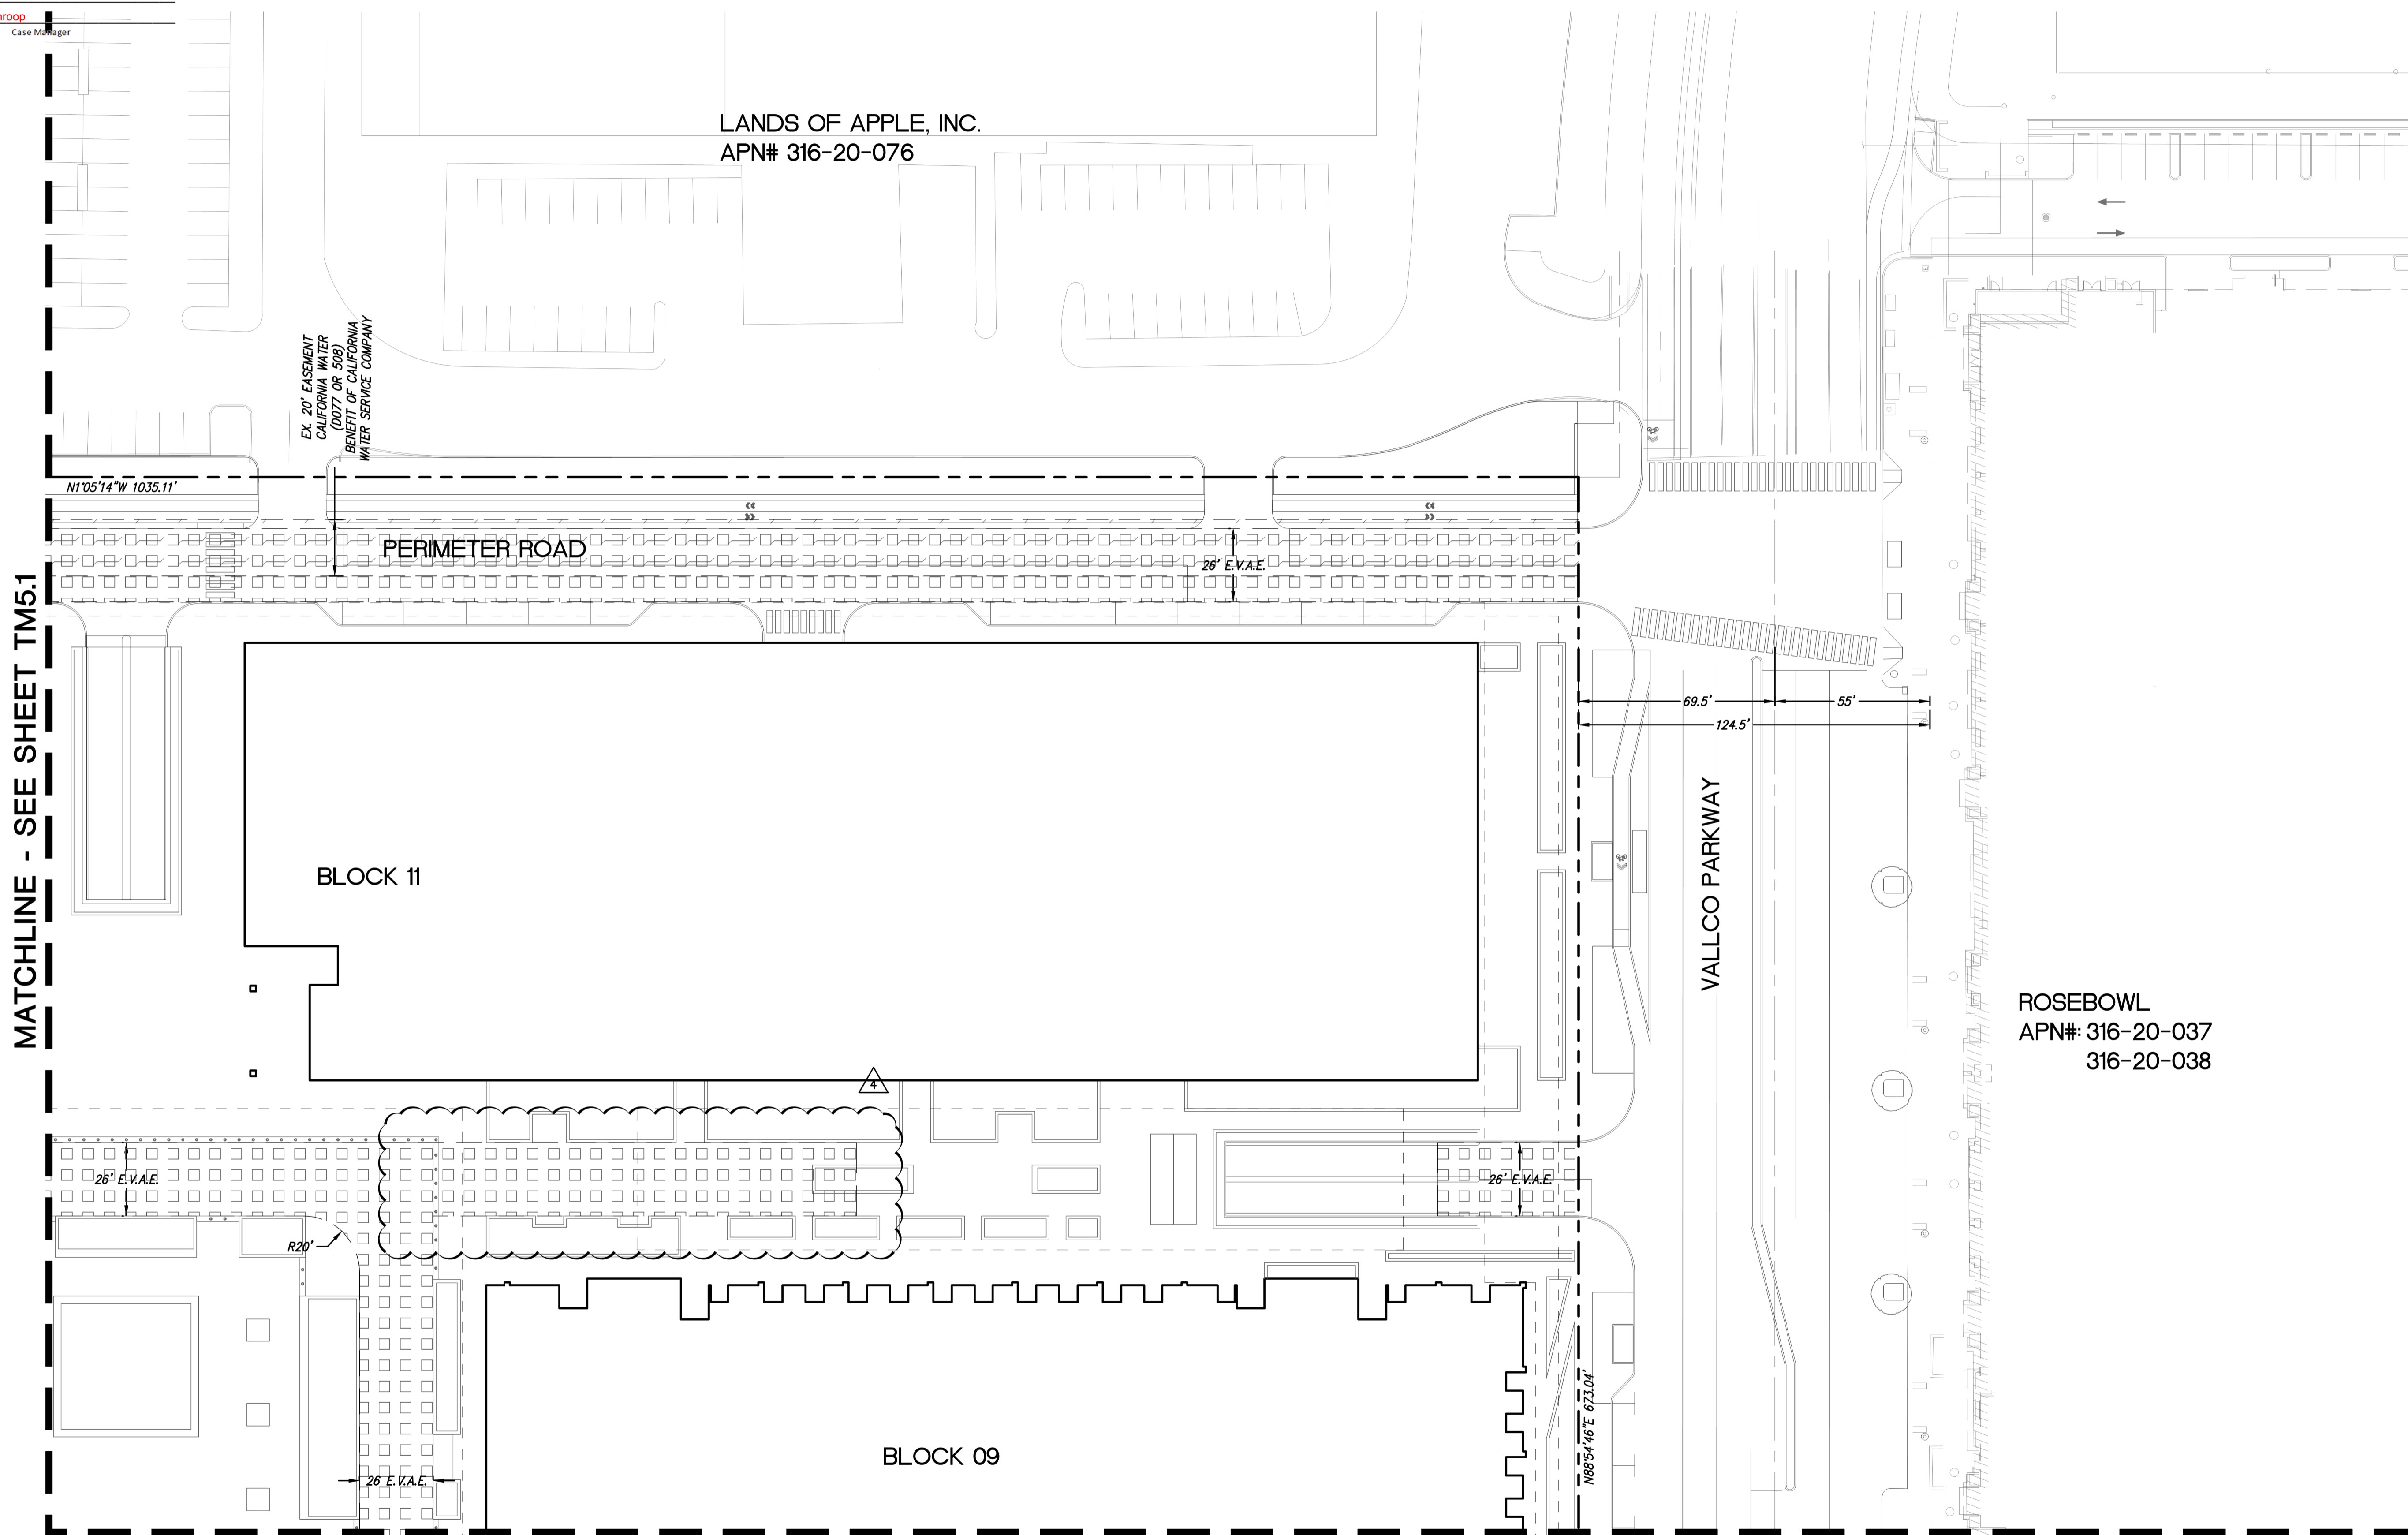 Case Manager
LANDS OF APPLE, INC.
APN# 316-20-076
EX. 20' EASEMENT
CALIFORNIA WATER
(D077 OR 508)
BENEFIT OF CALIFORNIA
WATER SERVICE COMPANY
N1°05'14"W 1035.11'
PERIMETER ROAD
26' E.V.A.E.
MATCHLINE - SEE SHEET TM5.1
69.5'
55'
124.5'
VALLCO PARKWAY
BLOCK 11
ROSEBOWL
APN#: 316-20-037
316-20-038
4
26' E.V.A.E.
26' E.V.A.E.
R20'
N88°54'46"E 673.04'
BLOCK 09
26 E.V.A.E.